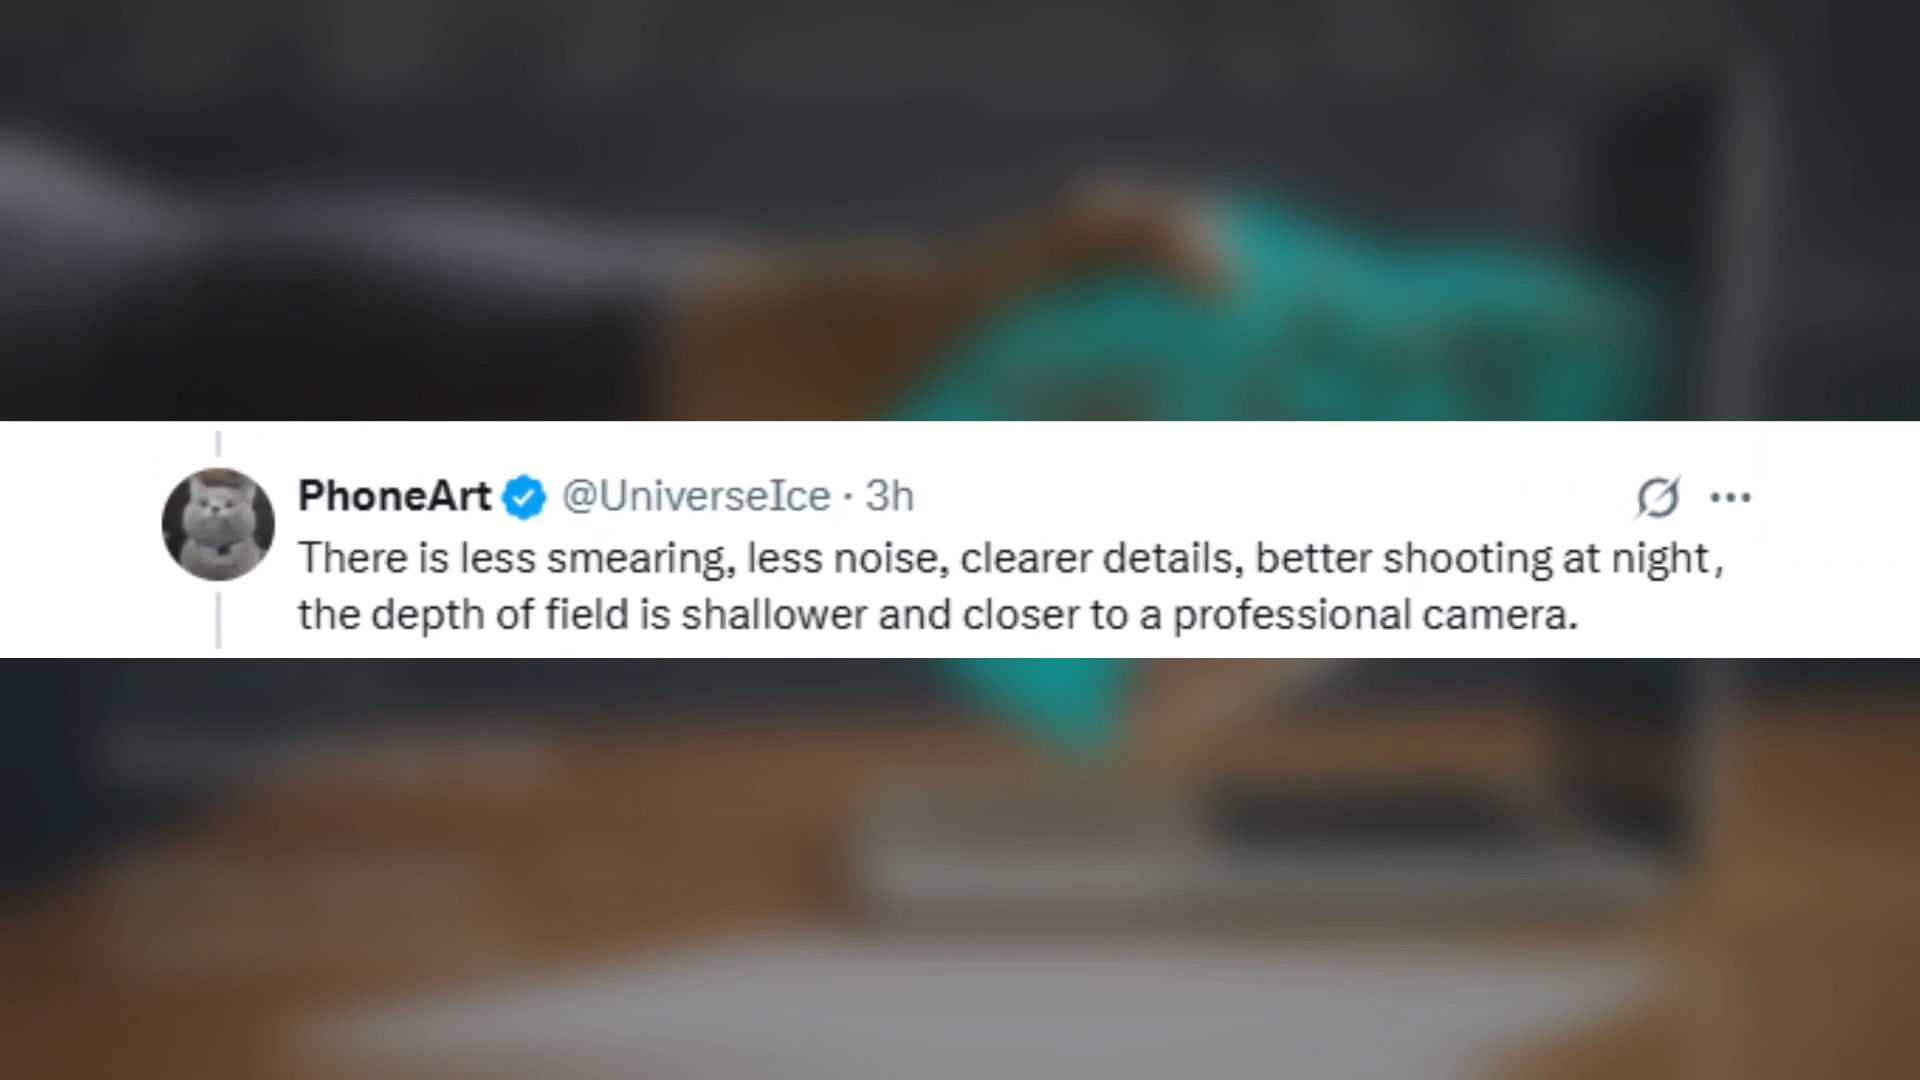 PhoneArt @UniverseIce · 3h
There is less smearing, less noise, clearer details, better shooting at night,
the depth of field is shallower and closer to a professional camera.